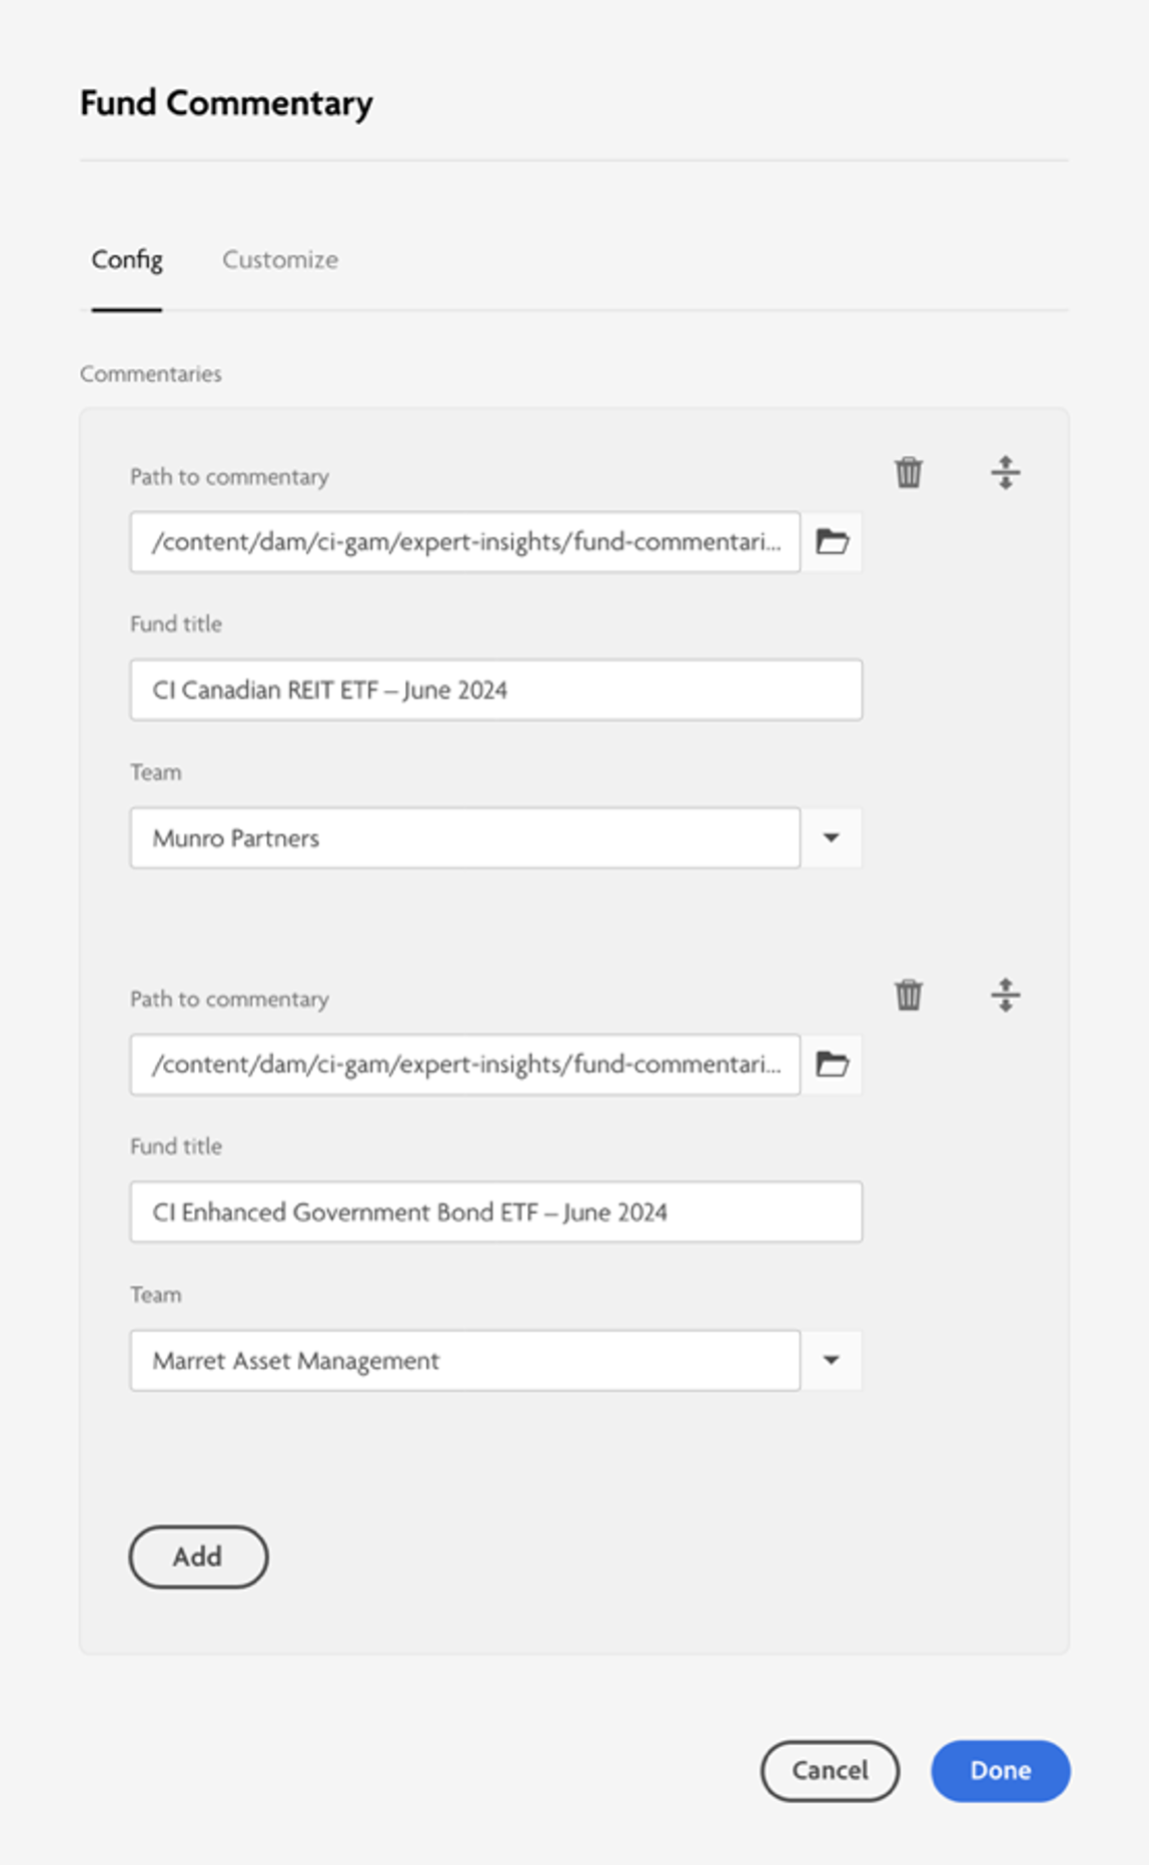 Fund Commentary
Config Customize
Commentaries
Path to commentary
/content/dam/ci-gam/expert-insights/fund-commentari...
Fund title
CI Canadian REIT ETF – June 2024
Team
Munro Partners
Path to commentary
/content/dam/ci-gam/expert-insights/fund-commentari...
Fund title
CI Enhanced Government Bond ETF – June 2024
Team
Marret Asset Management
Add
Cancel Done